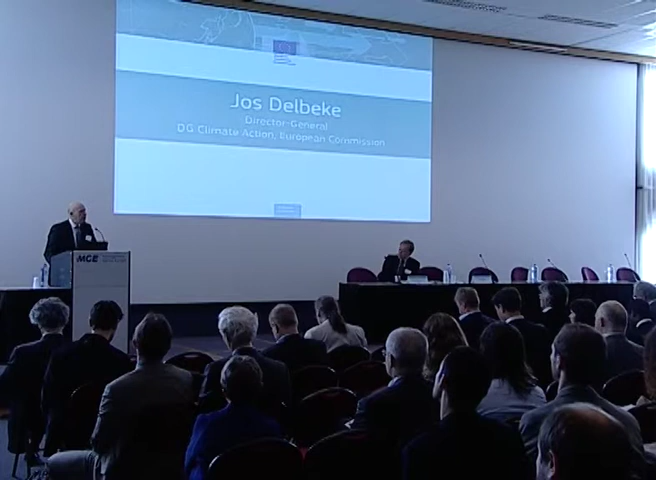 Jos Delbeke
Director-General
DG Climate Action, European Commission
MCE